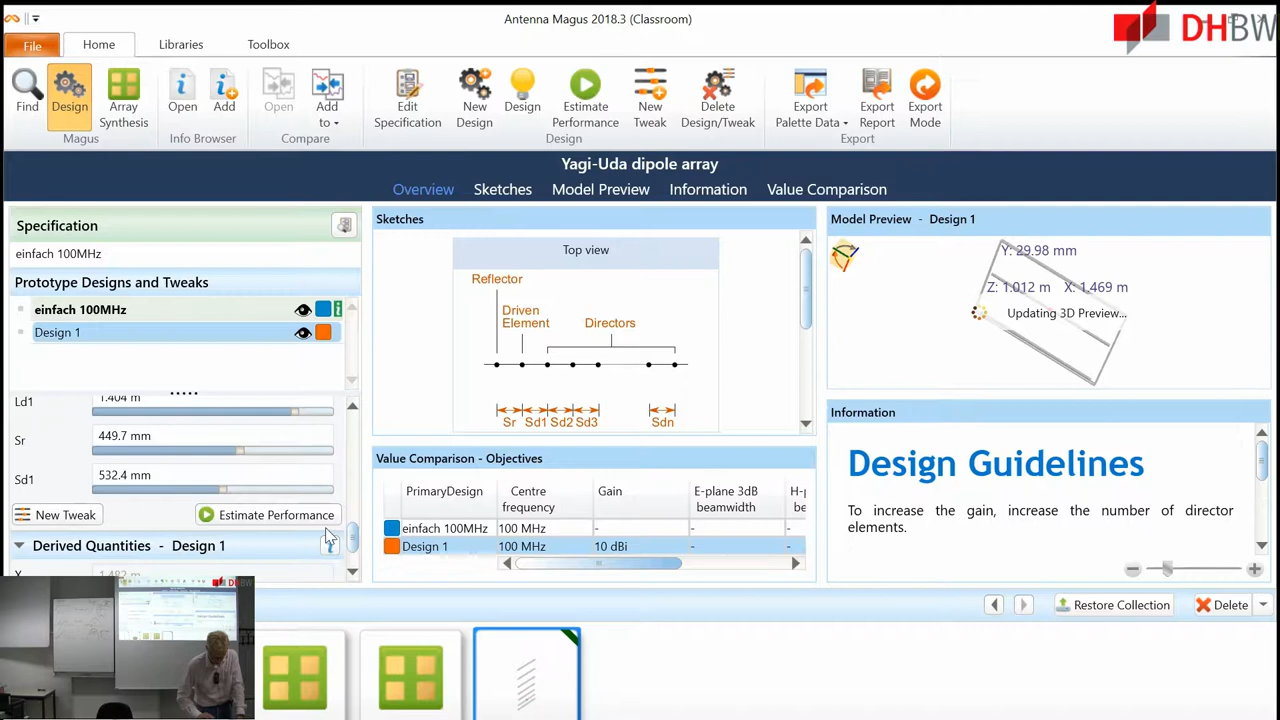 Antenna Magus 2018.3 (Classroom)
DHBW
File Home Libraries Toolbox
Find Design Array Synthesis Open Add Open Add to Edit Specification New Design Design Estimate Performance New Tweak Delete Design/Tweak Export Palette Data Export Report Export Mode
Magus Info Browser Compare Design Export
Yagi-Uda dipole array
Overview Sketches Model Preview Information Value Comparison
Specification
einfach 100MHz
Prototype Designs and Tweaks
einfach 100MHz
Design 1
Ld1 1.404 m
Sr 449.7 mm
Sd1 532.4 mm
New Tweak Estimate Performance
Derived Quantities - Design 1
X 1.482 m
Sketches
Top view
Reflector
Driven Element
Directors
Sr Sd1 Sd2 Sd3 Sdn
Value Comparison - Objectives
PrimaryDesign Centre frequency Gain E-plane 3dB beamwidth H-p be
einfach 100MHz 100 MHz - - -
Design 1 100 MHz 10 dBi - -
Model Preview - Design 1
Y: 29.98 mm
Z: 1.012 m X: 1,469 m
Updating 3D Preview...
Information
Design Guidelines
To increase the gain, increase the number of director
elements.
Restore Collection Delete
DHBW